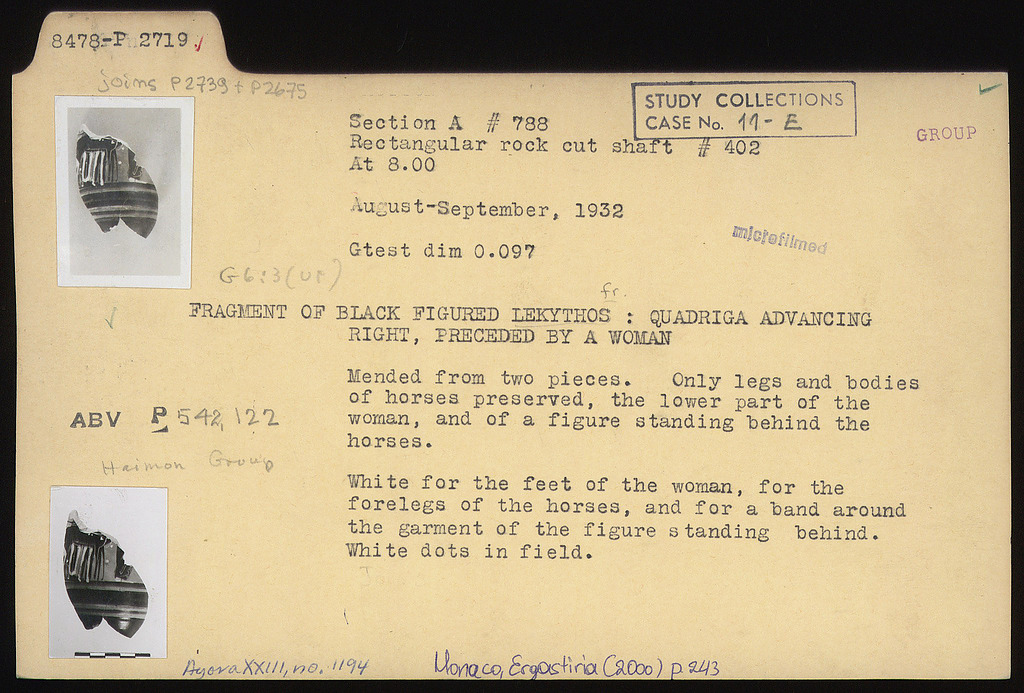 8478-P 2719
joins P2739 + P2675
STUDY COLLECTIONS
CASE No. 11-E
GROUP
Section A # 788
Rectangular rock cut shaft # 402
At 8.00
August-September, 1932
microfilmed
Gtest dim 0.097
G6:3 (UF)
fr.
FRAGMENT OF BLACK FIGURED LEKYTHOS : QUADRIGA ADVANCING
RIGHT, PRECEDED BY A WOMAN
Mended from two pieces. Only legs and bodies
of horses preserved, the lower part of the
woman, and of a figure standing behind the
horses.
ABV P 542, 122
Haimon Group
White for the feet of the woman, for the
forelegs of the horses, and for a band around
the garment of the figure standing behind.
White dots in field.
Agora XXIII, no. 1194
Monaco, Ergastiria (2000) p. 243